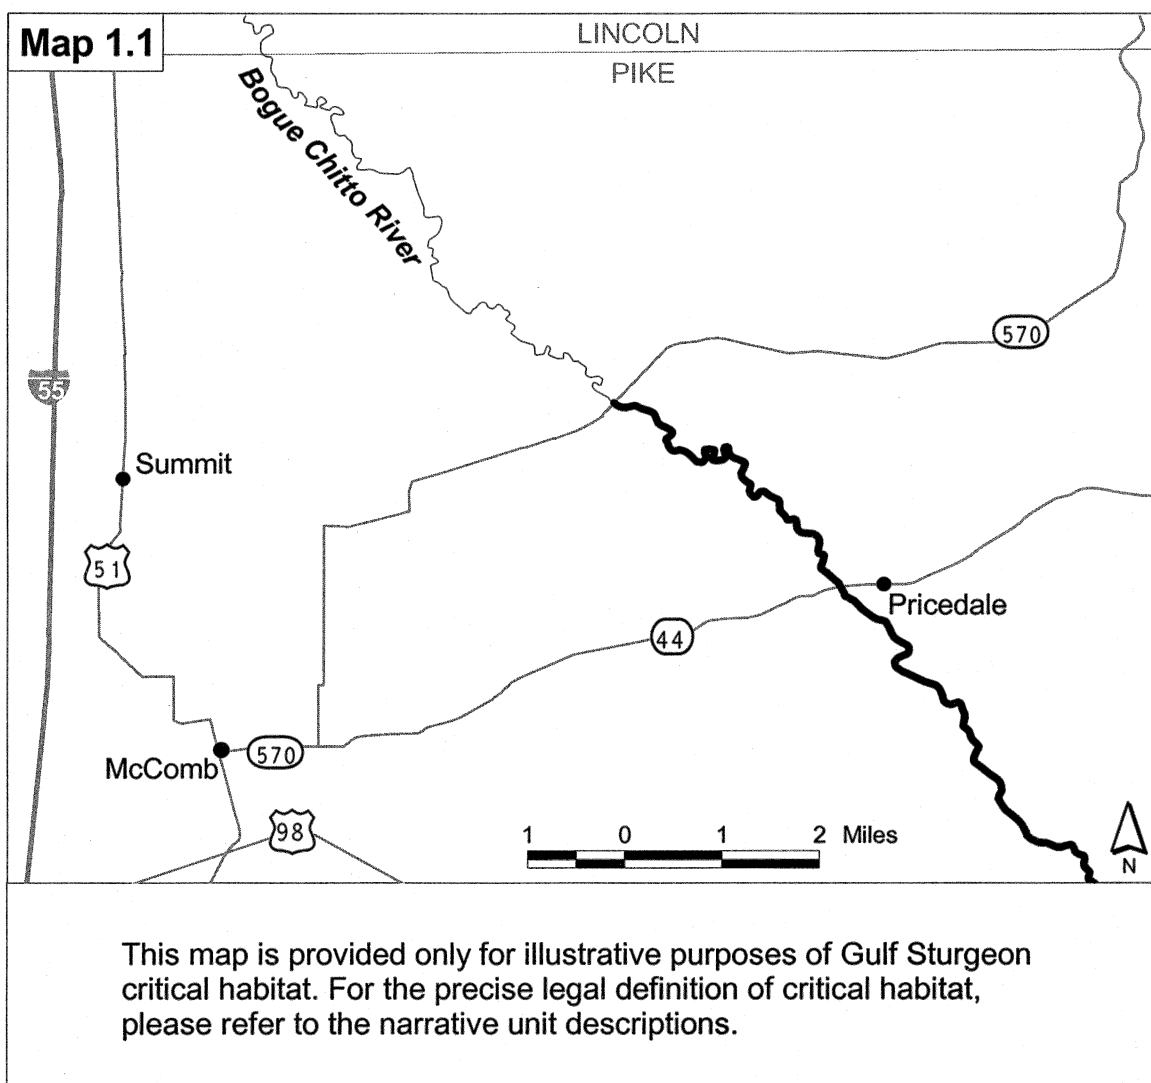 Map 1.1
LINCOLN
PIKE
Bogue Chitto River
570
55
Summit
51
Pricedale
44
McComb
570
98
1 0 1 2 Miles
N
This map is provided only for illustrative purposes of Gulf Sturgeon
critical habitat. For the precise legal definition of critical habitat,
please refer to the narrative unit descriptions.